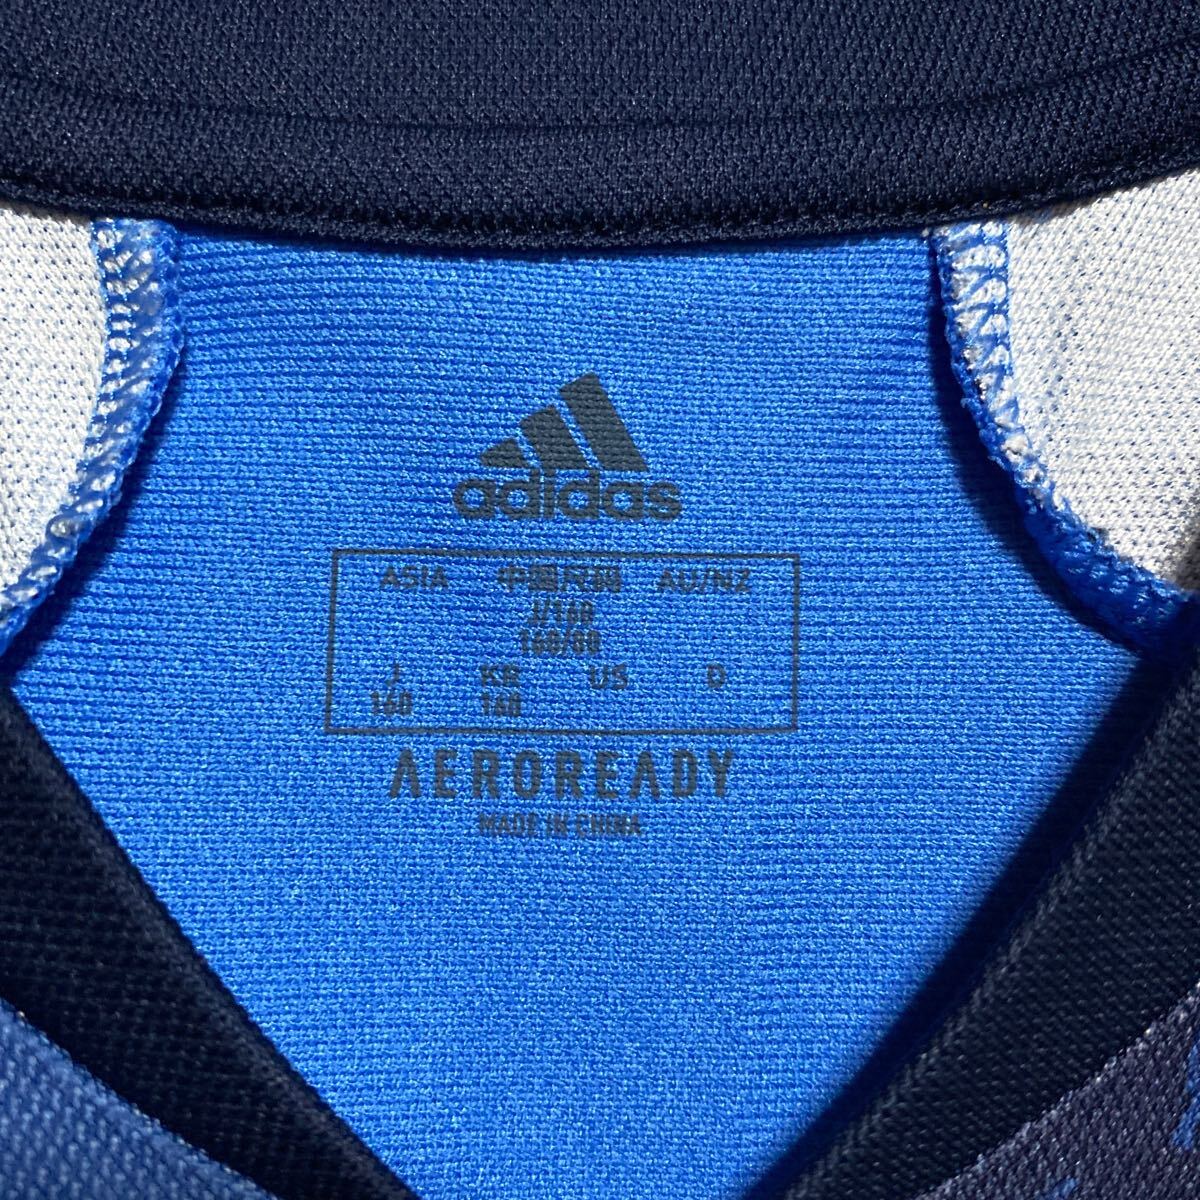 adidas
ASIA 中国尺码 AU/NZ
J/160
160/80
J KR US D
160 160
AEROREADY
MADE IN CHINA